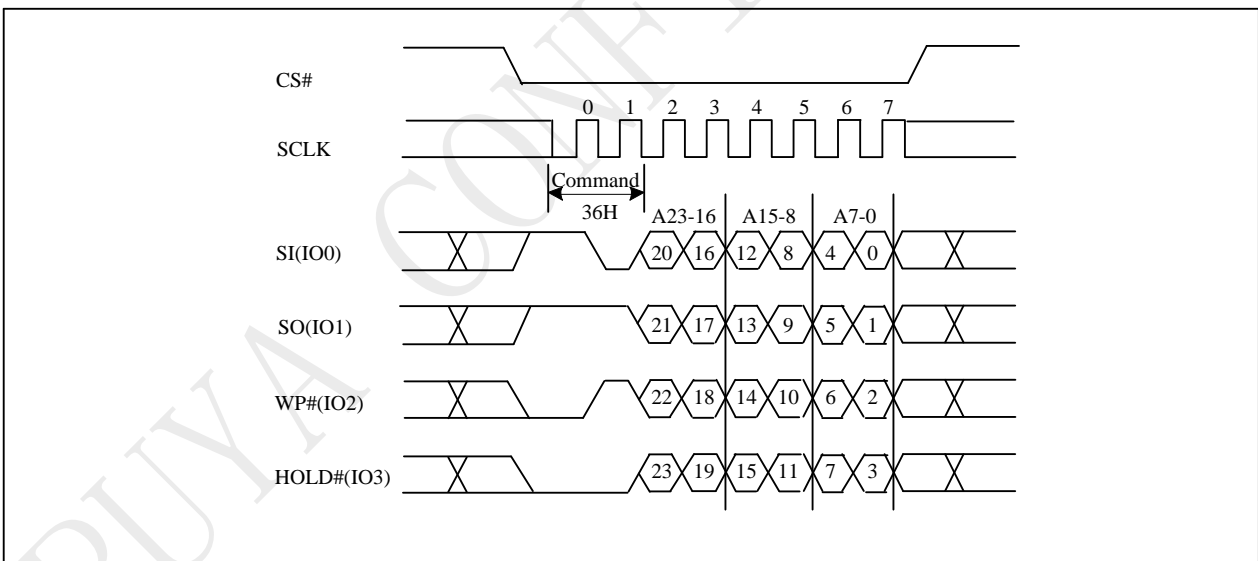 PUYA CONF
CS#
0 1 2 3 4 5 6 7
SCLK
Command
36H
A23-16 A15-8 A7-0
SI(IO0) 20 16 12 8 4 0
SO(IO1) 21 17 13 9 5 1
WP#(IO2) 22 18 14 10 6 2
HOLD#(IO3) 23 19 15 11 7 3